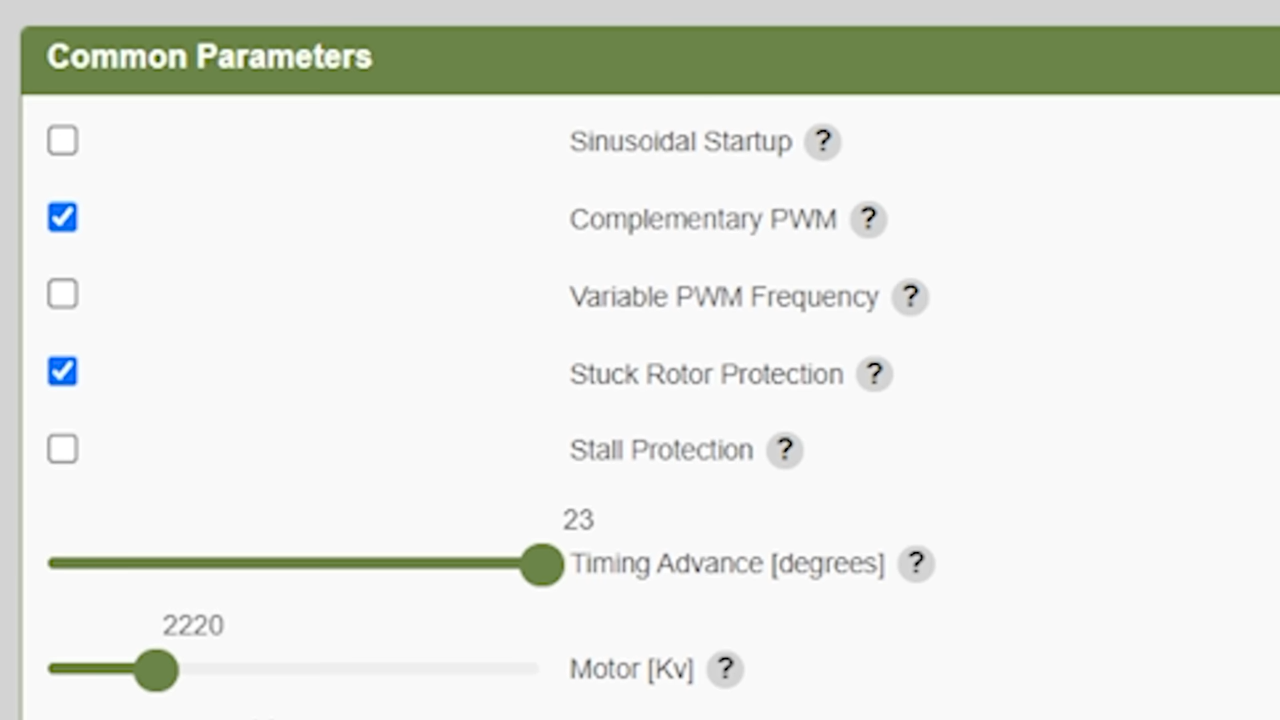 Common Parameters
Sinusoidal Startup ?
Complementary PWM ?
Variable PWM Frequency ?
Stuck Rotor Protection ?
Stall Protection ?
23
Timing Advance [degrees] ?
2220
Motor [Kv] ?